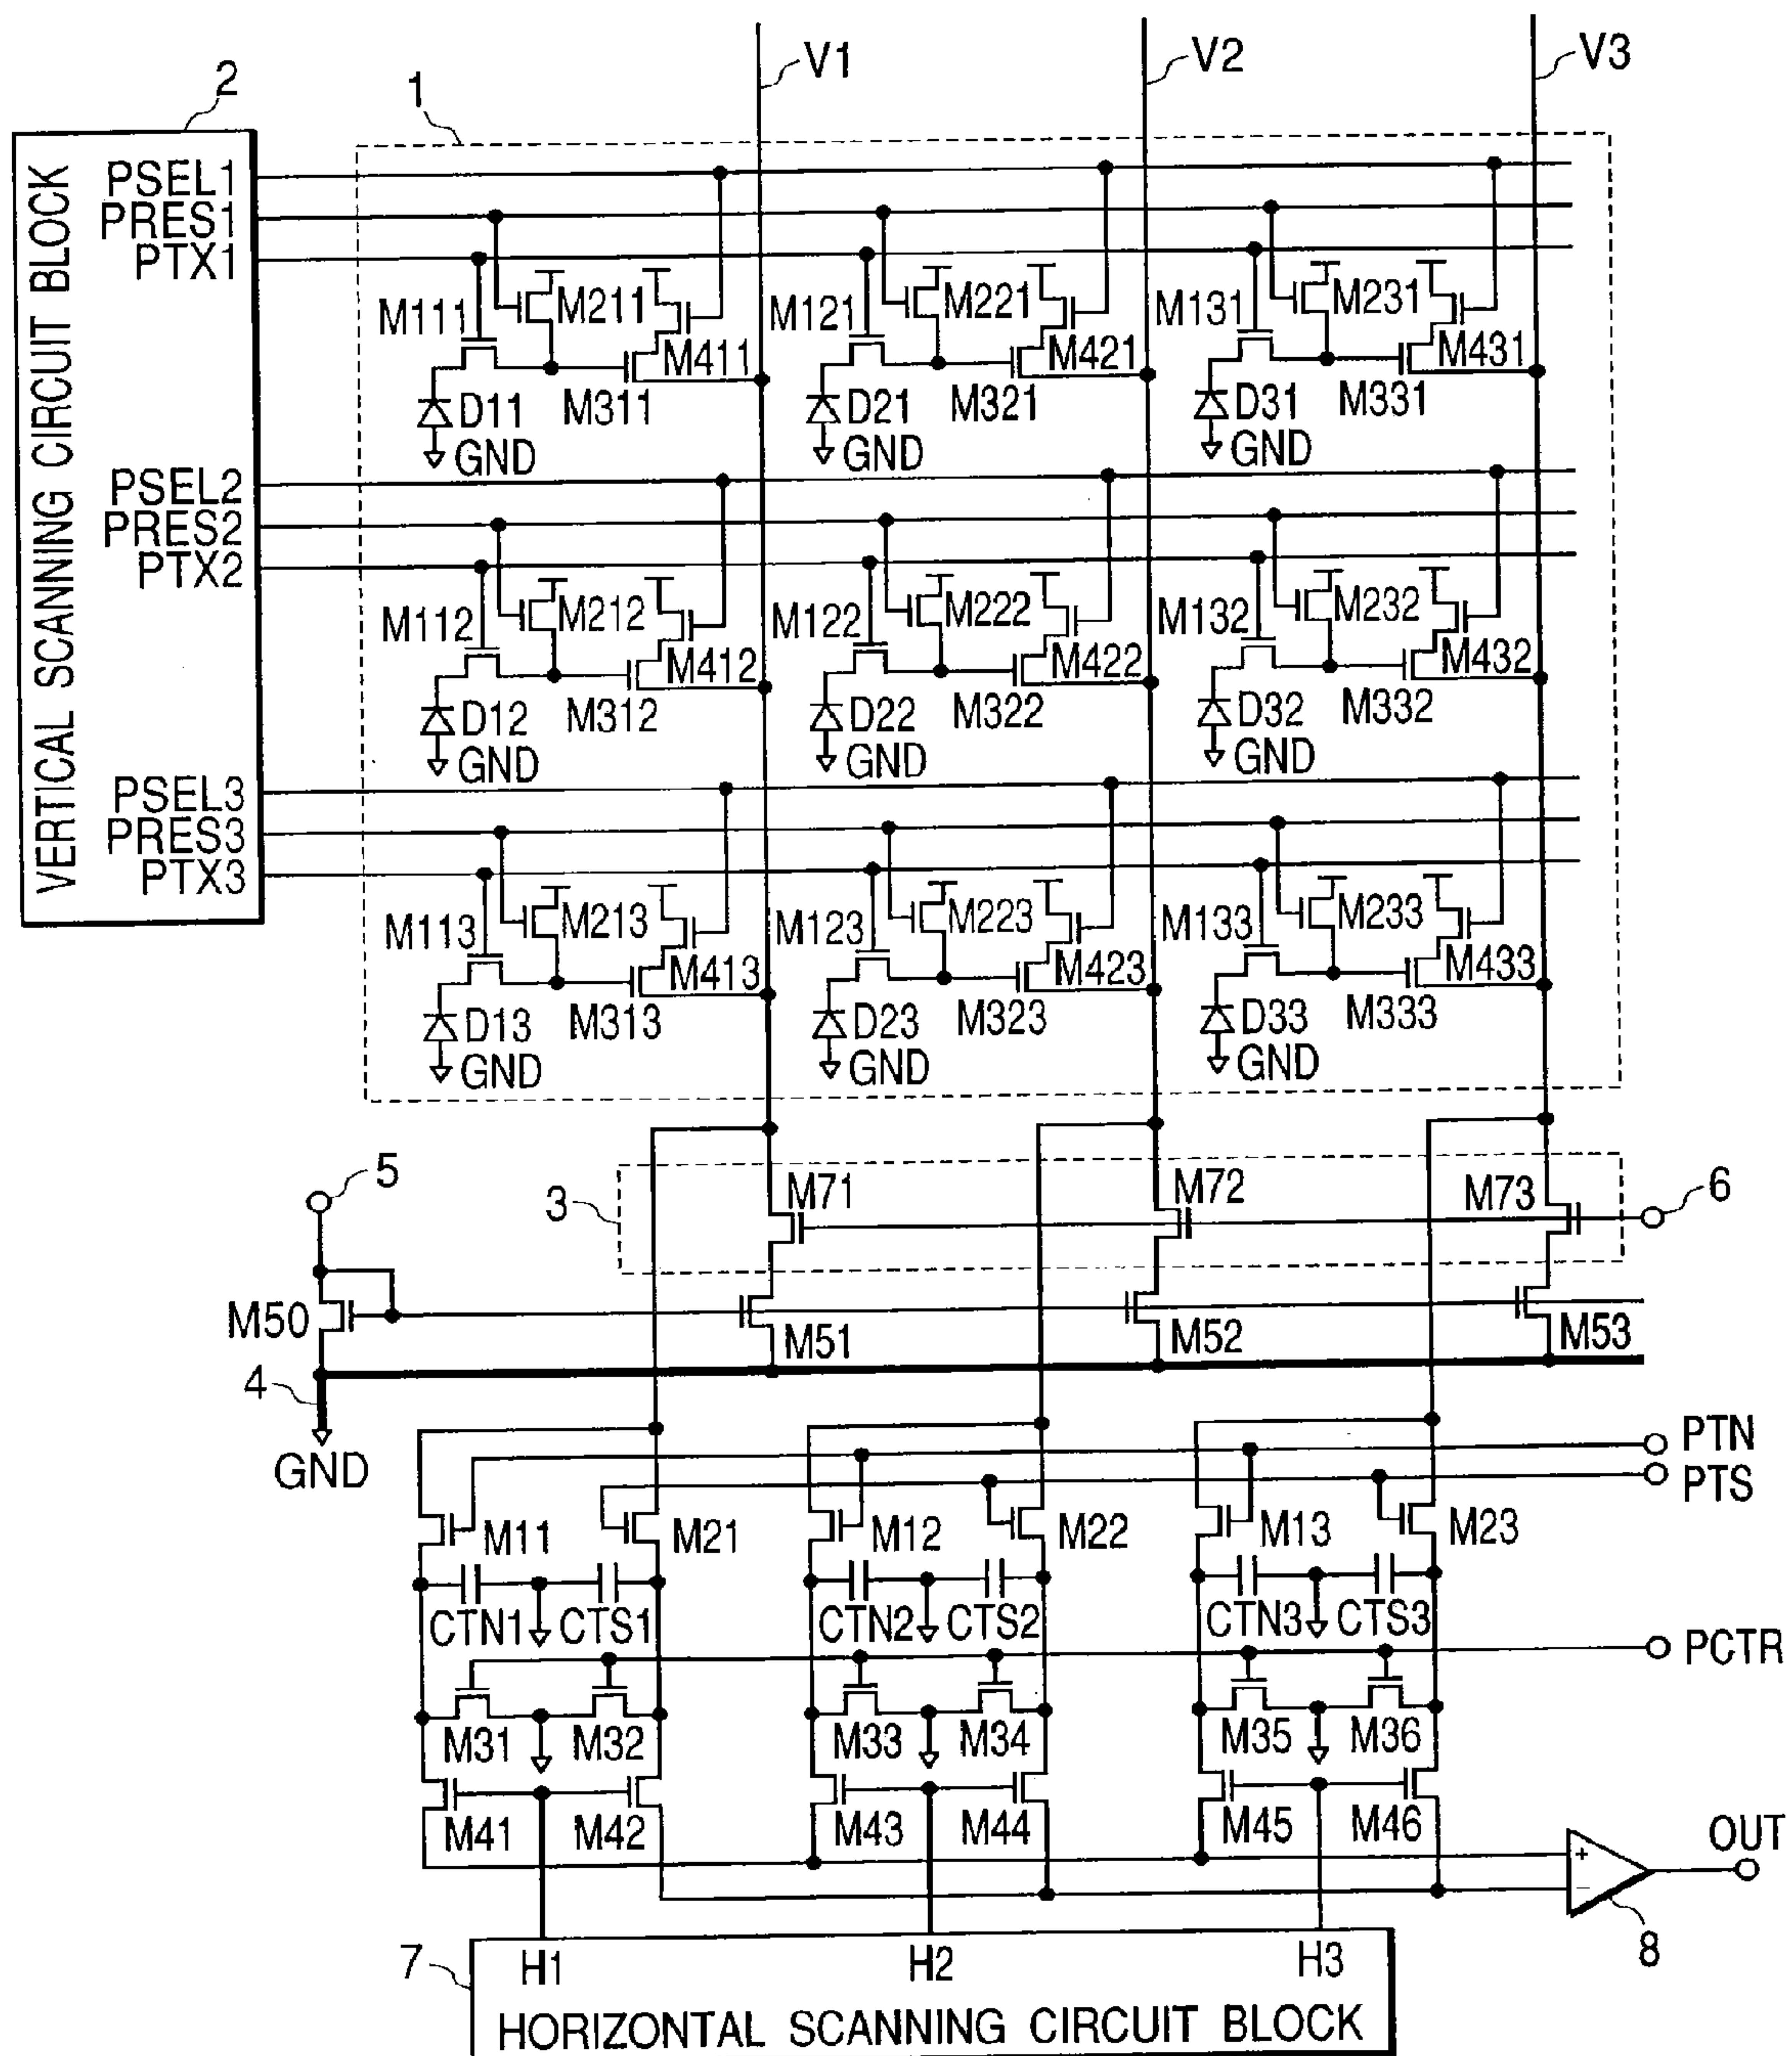 V1
V2
V3
2
1
VERTICAL SCANNING CIRCUIT BLOCK
PSEL1
PRES1
PTX1
M111
M211
M411
M121
M221
M421
M131
M231
M431
D11
M311
D21
M321
D31
M331
GND
GND
GND
PSEL2
PRES2
PTX2
M112
M212
M412
M122
M222
M422
M132
M232
M432
D12
M312
D22
M322
D32
M332
GND
GND
GND
PSEL3
PRES3
PTX3
M113
M213
M413
M123
M223
M423
M133
M233
M433
D13
M313
D23
M323
D33
M333
GND
GND
GND
5
3
M71
M72
M73
6
M50
M51
M52
M53
4
GND
PTN
PTS
M11
M21
M12
M22
M13
M23
CTN1
CTS1
CTN2
CTS2
CTN3
CTS3
PCTR
M31
M32
M33
M34
M35
M36
M41
M42
M43
M44
M45
M46
OUT
+
−
8
7
H1
H2
H3
HORIZONTAL SCANNING CIRCUIT BLOCK